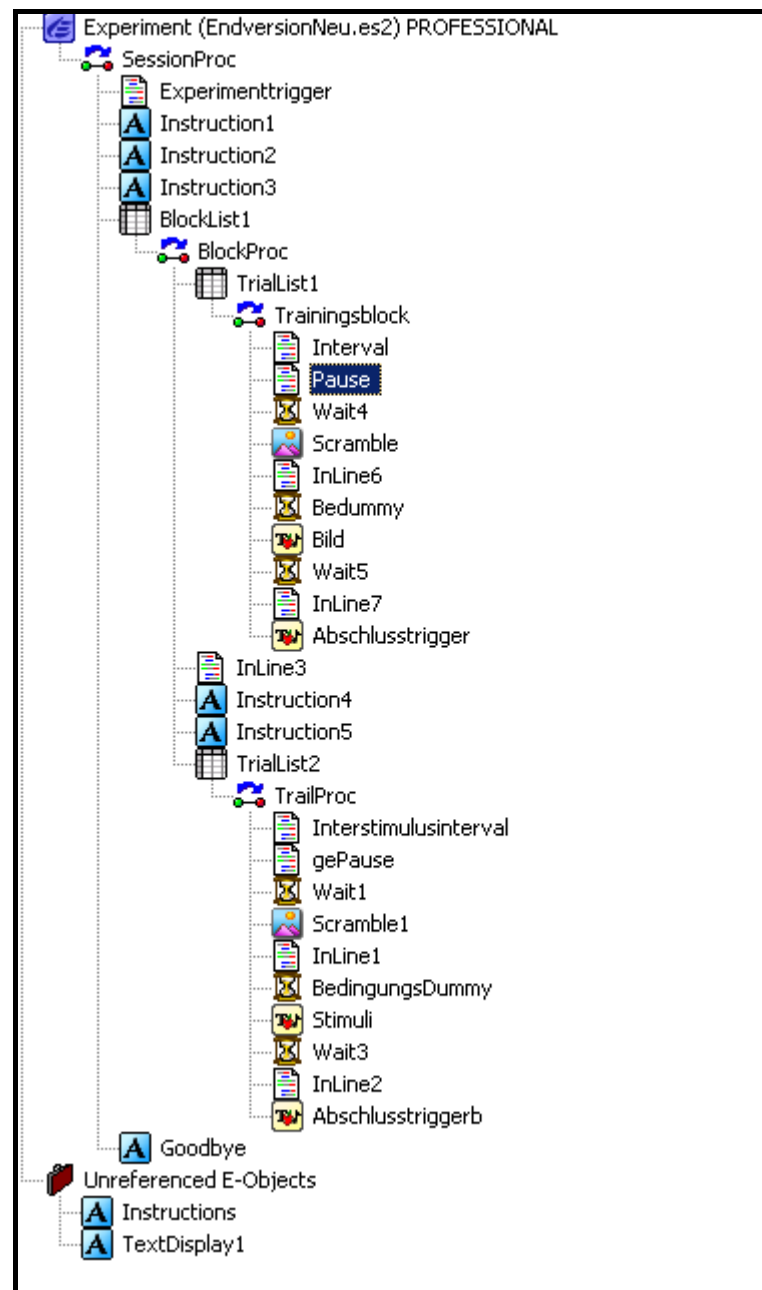 Experiment (EndversionNeu.es2) PROFESSIONAL
SessionProc
Experimenttrigger
Instruction1
Instruction2
Instruction3
BlockList1
BlockProc
TrialList1
Trainingsblock
Interval
Pause
Wait4
Scramble
InLine6
Bedummy
Bild
Wait5
InLine7
Abschlusstrigger
InLine3
Instruction4
Instruction5
TrialList2
TrailProc
Interstimulusinterval
gePause
Wait1
Scramble1
InLine1
BedingungsDummy
Stimuli
Wait3
InLine2
Abschlusstriggerb
Goodbye
Unreferenced E-Objects
Instructions
TextDisplay1